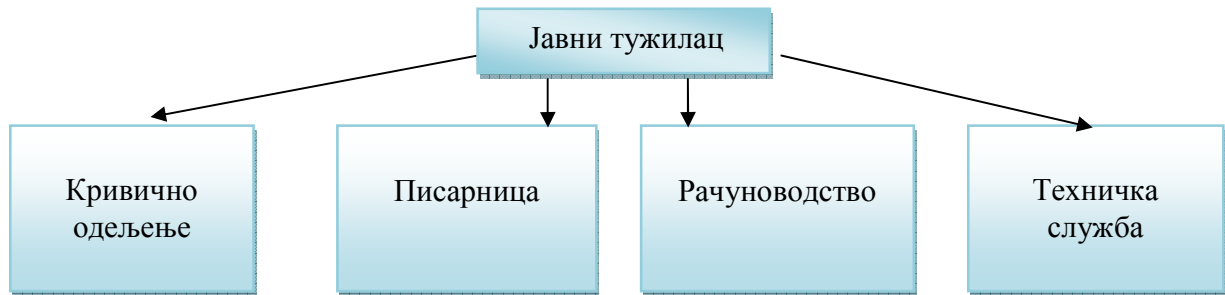 Јавни тужилац
Кривично
одељење
Писарница
Рачуноводство
Техничка
служба